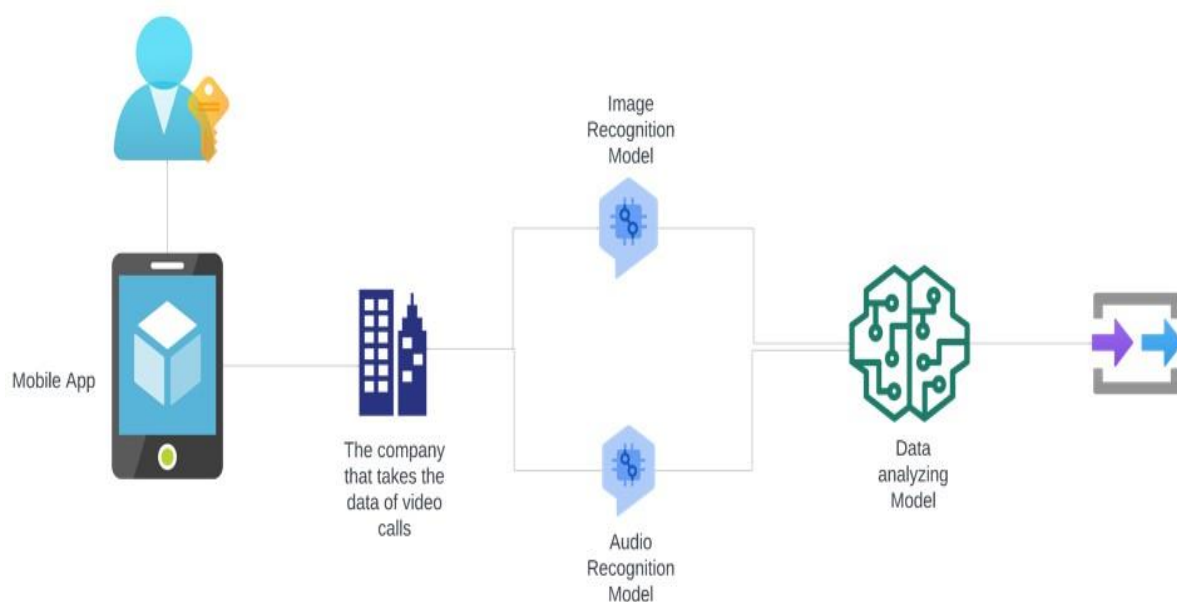 Image
Recognition
Model
Mobile App
The company
that takes the
data of video
calls
Data
analyzing
Model
Audio
Recognition
Model